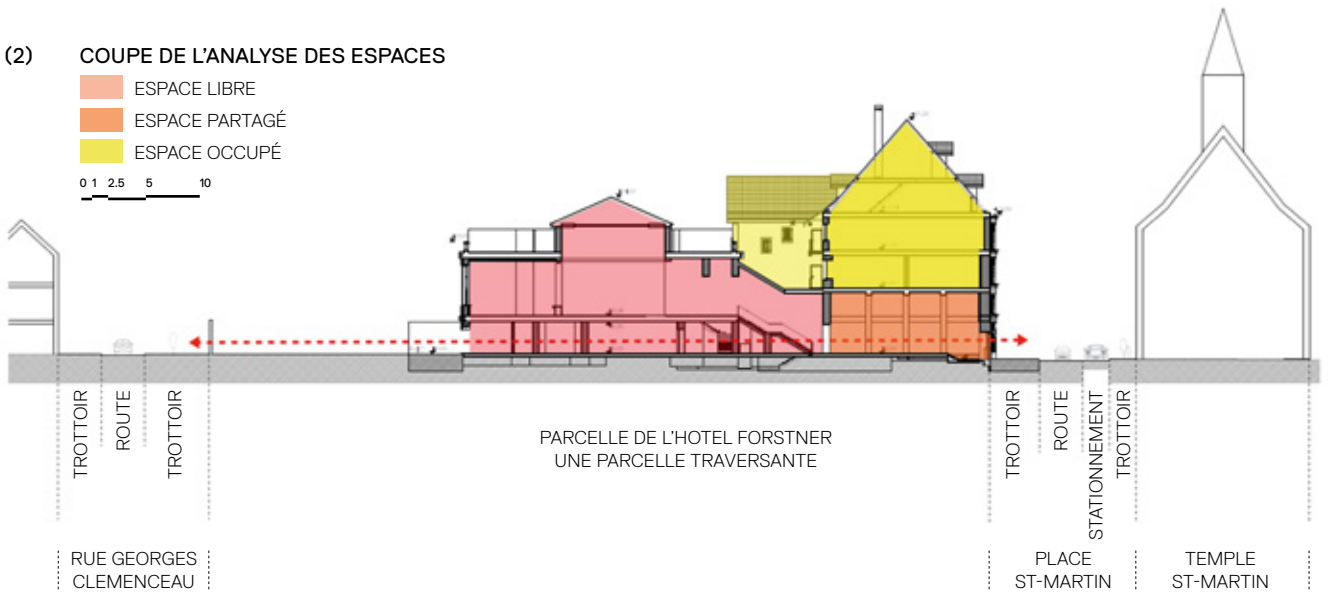 (2) COUPE DE L'ANALYSE DES ESPACES
ESPACE LIBRE
ESPACE PARTAGÉ
ESPACE OCCUPÉ
0 1 2.5 5 10
TROTTOIR
ROUTE
TROTTOIR
PARCELLE DE L'HOTEL FORSTNER
UNE PARCELLE TRAVERSANTE
TROTTOIR
ROUTE
STATIONNEMENT
TROTTOIR
RUE GEORGES
CLEMENCEAU
PLACE
ST-MARTIN
TEMPLE
ST-MARTIN